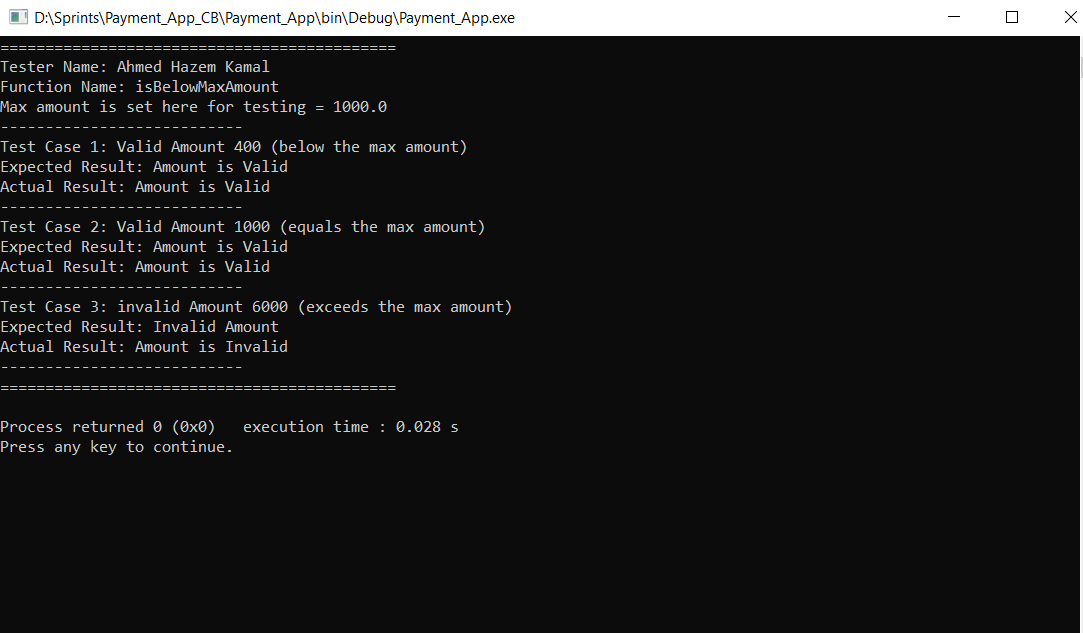 D:\Sprints\Payment_App_CB\Payment_App\bin\Debug\Payment_App.exe
============================================
Tester Name: Ahmed Hazem Kamal
Function Name: isBelowMaxAmount
Max amount is set here for testing = 1000.0
---------------------------
Test Case 1: Valid Amount 400 (below the max amount)
Expected Result: Amount is Valid
Actual Result: Amount is Valid
---------------------------
Test Case 2: Valid Amount 1000 (equals the max amount)
Expected Result: Amount is Valid
Actual Result: Amount is Valid
---------------------------
Test Case 3: invalid Amount 6000 (exceeds the max amount)
Expected Result: Invalid Amount
Actual Result: Amount is Invalid
---------------------------
============================================
Process returned 0 (0x0)   execution time : 0.028 s
Press any key to continue.